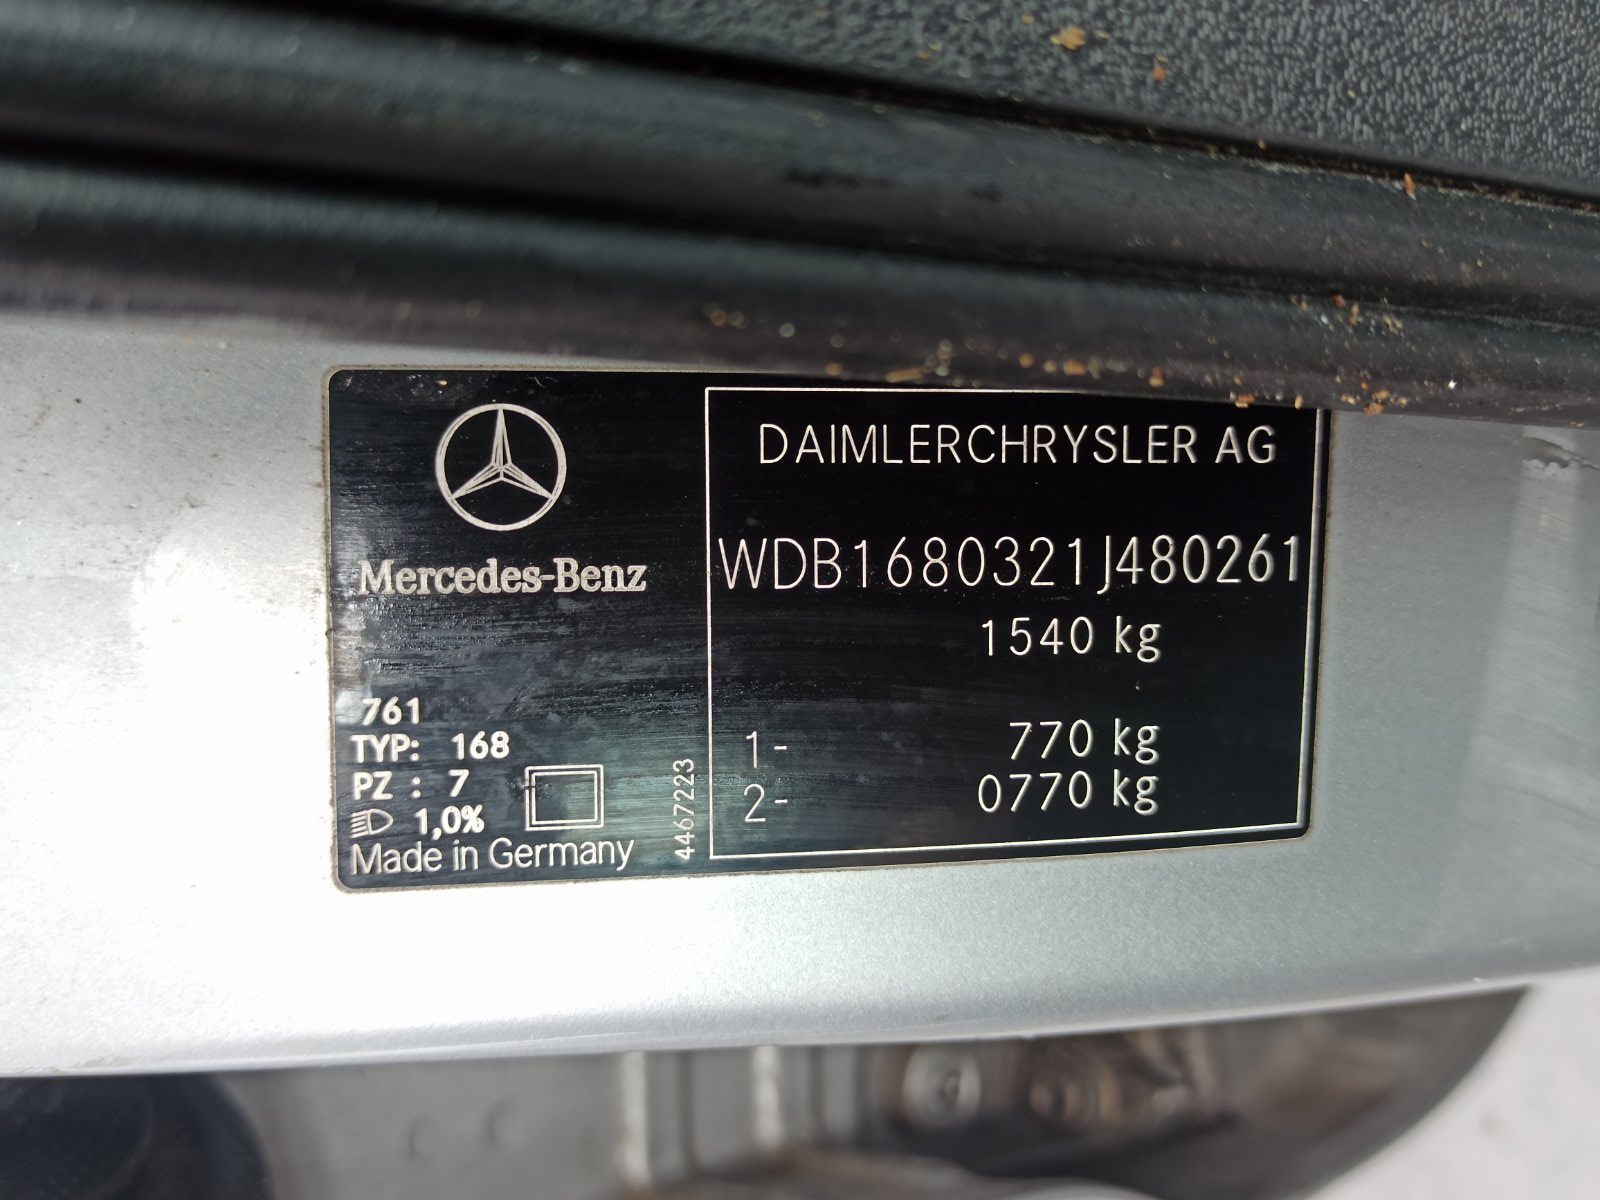 Mercedes-Benz
761
TYP: 168
PZ : 7
1,0%
Made in Germany
4467223
DAIMLERCHRYSLER AG
WDB1680321J480261
1540 kg
1- 770 kg
2- 0770 kg